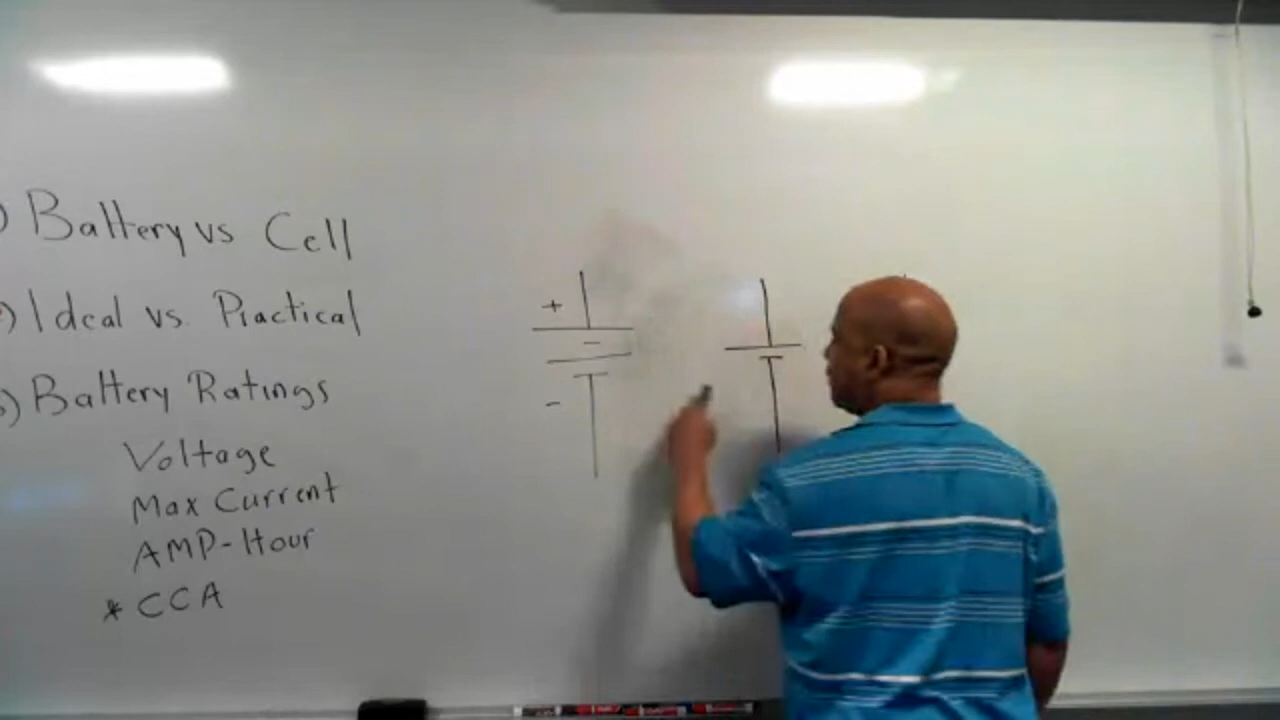 ) Battery vs Cell
) Ideal vs. Practical
) Battery Ratings
Voltage
Max Current
AMP-Hour
* CCA
+
-